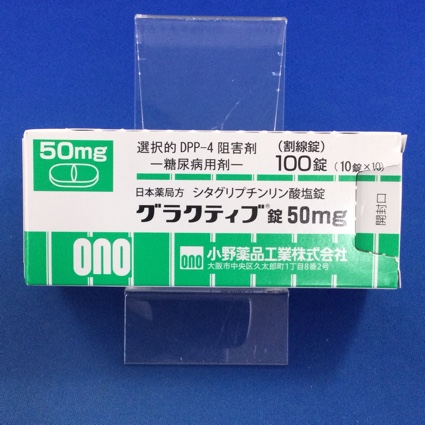 50mg
選択的 DPP-4 阻害剤
(割線錠)
―糖尿病用剤―
100錠 (10錠×10)
日本薬局方 シタグリプチンリン酸塩錠
グラクティブ®錠 50mg
開封口
ono
ono 小野薬品工業株式会社
大阪市中央区久太郎町1丁目8番2号